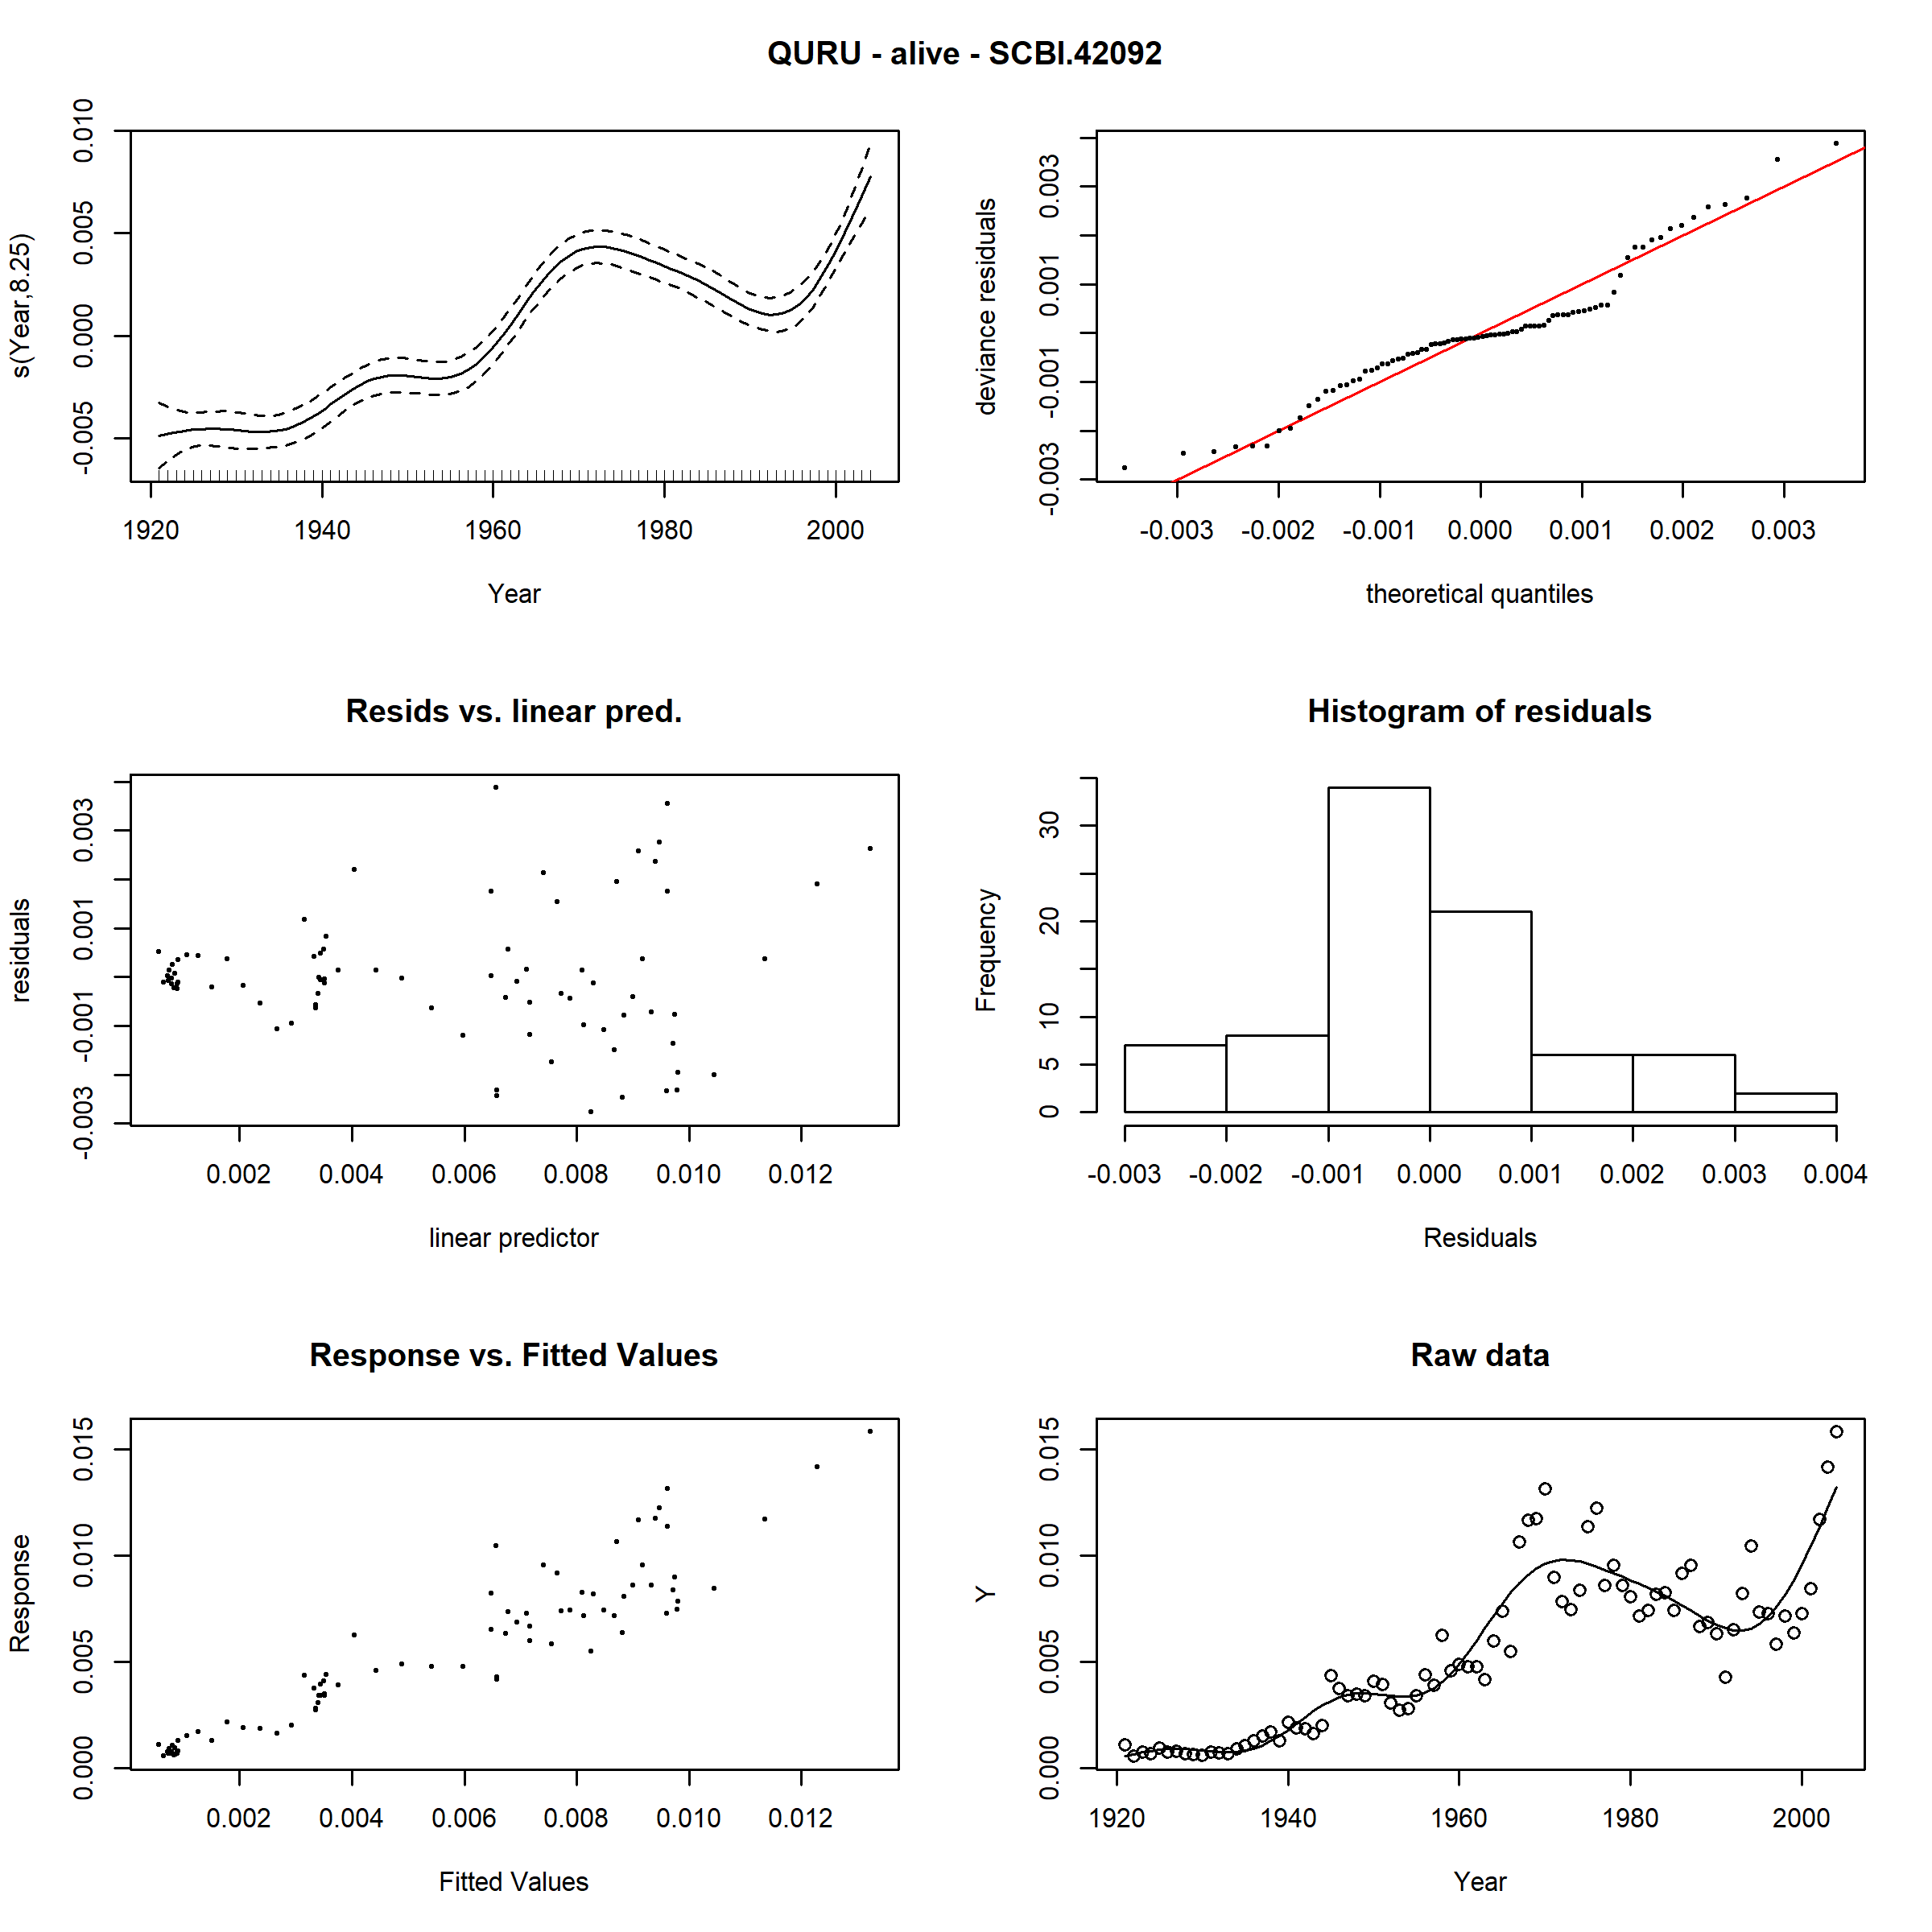 QURU - alive - SCBI.42092
s(Year,8.25)
-0.005 0.000 0.005 0.010
1920 1940 1960 1980 2000
Year
deviance residuals
-0.003 -0.001 0.001 0.003
-0.003 -0.002 -0.001 0.000 0.001 0.002 0.003
theoretical quantiles
Resids vs. linear pred.
residuals
-0.003 -0.001 0.001 0.003
0.002 0.004 0.006 0.008 0.010 0.012
linear predictor
Histogram of residuals
Frequency
0 5 10 20 30
-0.003 -0.002 -0.001 0.000 0.001 0.002 0.003 0.004
Residuals
Response vs. Fitted Values
Response
0.000 0.005 0.010 0.015
0.002 0.004 0.006 0.008 0.010 0.012
Fitted Values
Raw data
Y
0.000 0.005 0.010 0.015
1920 1940 1960 1980 2000
Year